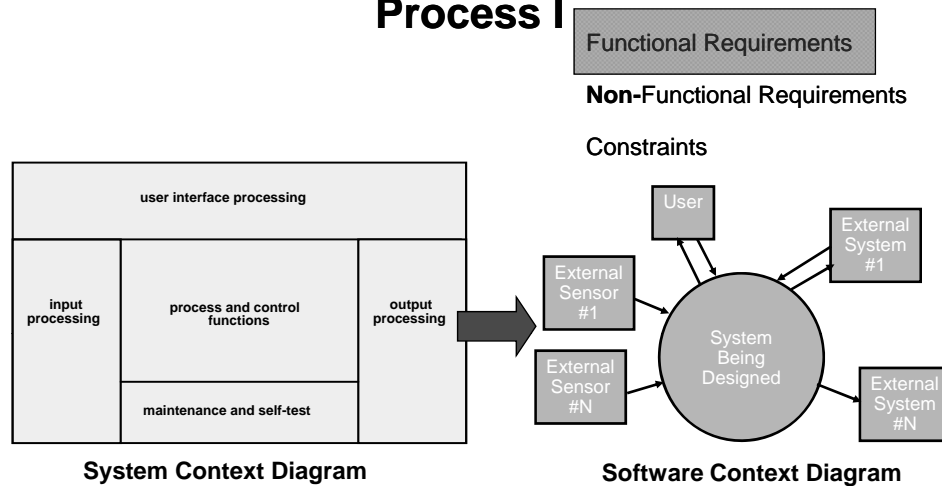 Process I
Functional Requirements
Non-Functional Requirements
Constraints
user interface processing
input
processing
process and control
functions
output
processing
maintenance and self-test
System Context Diagram
User
External
System
#1
External
Sensor
#1
System
Being
Designed
External
Sensor
#N
External
System
#N
Software Context Diagram